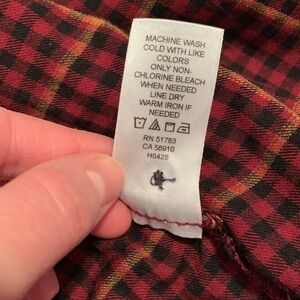 MACHINE WASH
COLD WITH LIKE
COLORS
ONLY NON-
CHLORINE BLEACH
WHEN NEEDED
LINE DRY
WARM IRON IF
NEEDED
RN 51783
CA 56910
H0425